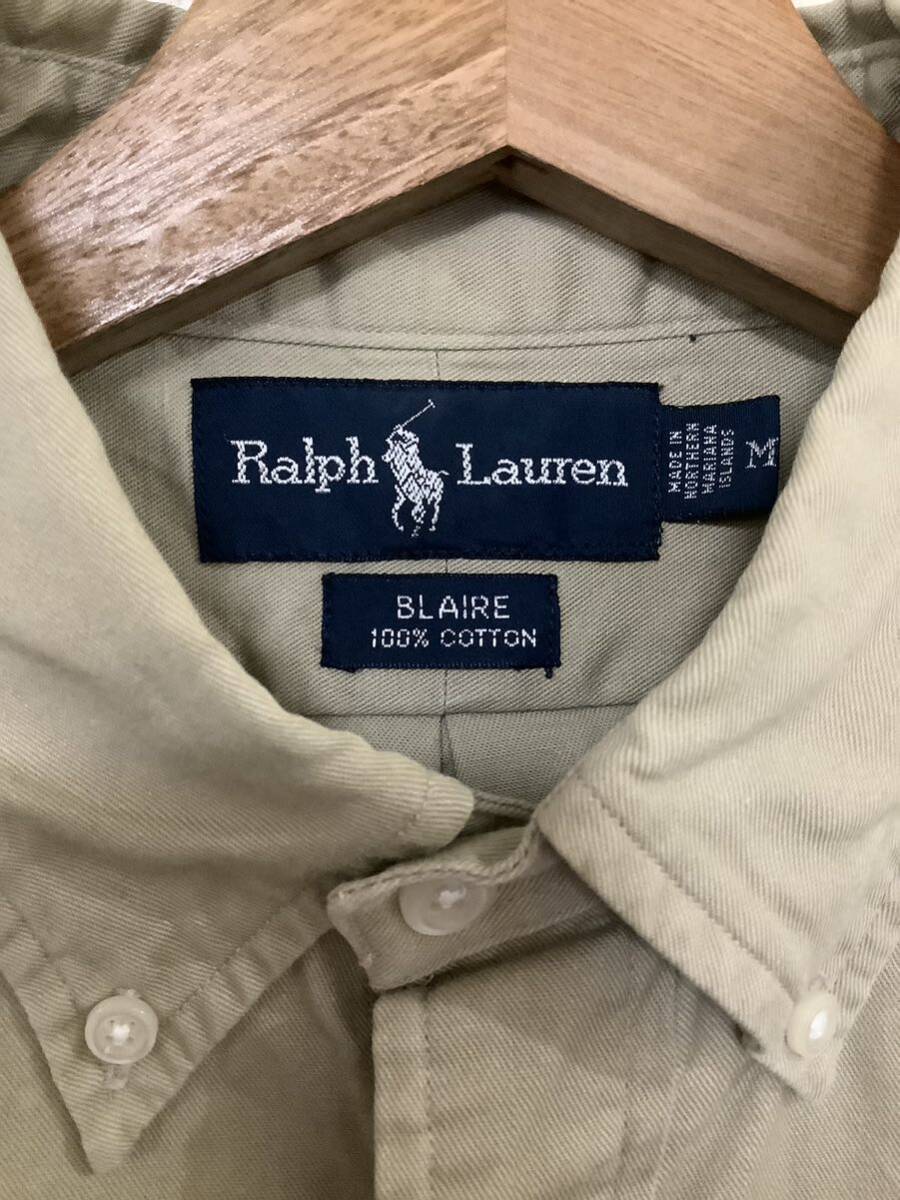 Ralph Lauren
MADE IN
NORTHERN
MARIANA
ISLANDS
M
BLAIRE
100% COTTON